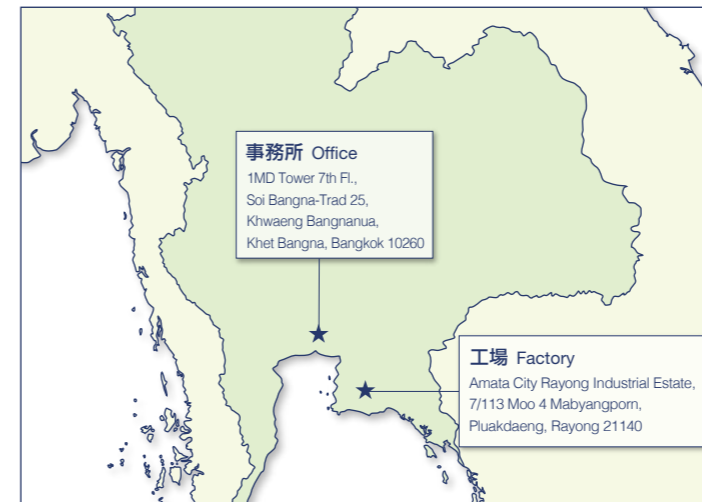 事務所 Office
1MD Tower 7th Fl.,
Soi Bangna-Trad 25,
Khwaeng Bangnanua,
Khet Bangna, Bangkok 10260
工場 Factory
Amata City Rayong Industrial Estate,
7/113 Moo 4 Mabyangporn,
Pluakdaeng, Rayong 21140